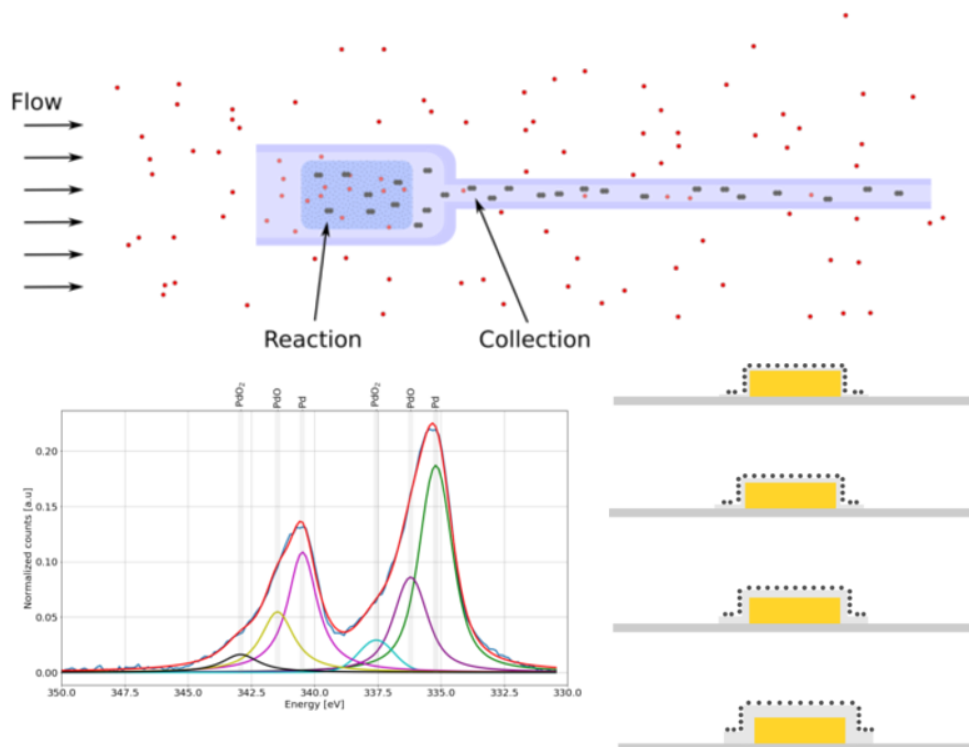 Flow
Reaction
Collection
PdO₂
PdO
Pd
PdO₂
PdO
Pd
Normalized counts [a.u]
0.20
0.15
0.10
0.05
0.00
350.0 347.5 345.0 342.5 340.0 337.5 335.0 332.5 330.0
Energy [eV]